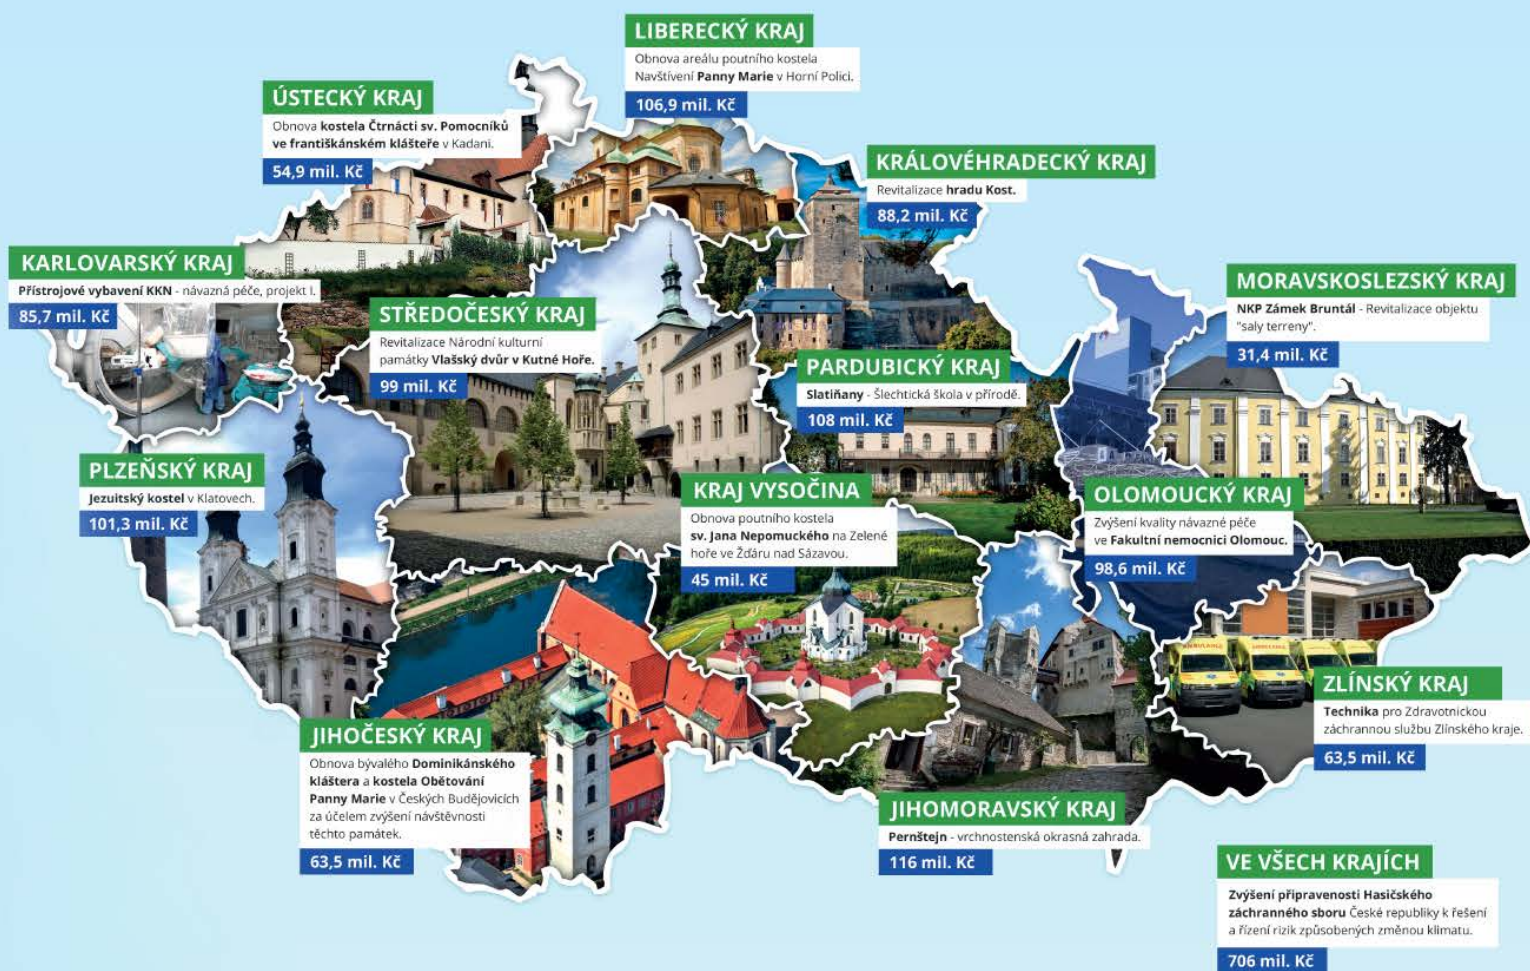 LIBERECKÝ KRAJ
Obnova areálu poutního kostela
Navštívení Panny Marie v Horní Polici.
106,9 mil. Kč
ÚSTECKÝ KRAJ
Obnova kostela Čtrnácti sv. Pomocníků
ve františkánském klášteře v Kadani.
54,9 mil. Kč
KRÁLOVÉHRADECKÝ KRAJ
Revitalizace hradu Kost.
88,2 mil. Kč
KARLOVARSKÝ KRAJ
Přístrojové vybavení KKN - návazná péče, projekt I.
85,7 mil. Kč
STŘEDOČESKÝ KRAJ
Revitalizace Národní kulturní
památky Vlašský dvůr v Kutné Hoře.
99 mil. Kč
MORAVSKOSLEZSKÝ KRAJ
NKP Zámek Bruntál - Revitalizace objektu
"saly terreny".
31,4 mil. Kč
PARDUBICKÝ KRAJ
Slatiňany - Šlechtická škola v přírodě.
108 mil. Kč
PLZEŇSKÝ KRAJ
Jezuitský kostel v Klatovech.
101,3 mil. Kč
KRAJ VYSOČINA
Obnova poutního kostela
sv. Jana Nepomuckého na Zelené
hoře ve Žďáru nad Sázavou.
45 mil. Kč
OLOMOUCKÝ KRAJ
Zvýšení kvality návazné péče
ve Fakultní nemocnici Olomouc.
98,6 mil. Kč
AMBULANCE
ZLÍNSKÝ KRAJ
Technika pro Zdravotnickou
záchrannou službu Zlínského kraje.
63,5 mil. Kč
JIHOČESKÝ KRAJ
Obnova bývalého Dominikánského
kláštera a kostela Obětování
Panny Marie v Českých Budějovicích
za účelem zvýšení návštěvnosti
těchto památek.
63,5 mil. Kč
JIHOMORAVSKÝ KRAJ
Pernštejn - vrchnostenská okrasná zahrada.
116 mil. Kč
VE VŠECH KRAJÍCH
Zvýšení připravenosti Hasičského
záchranného sboru České republiky k řešení
a řízení rizik způsobených změnou klimatu.
706 mil. Kč